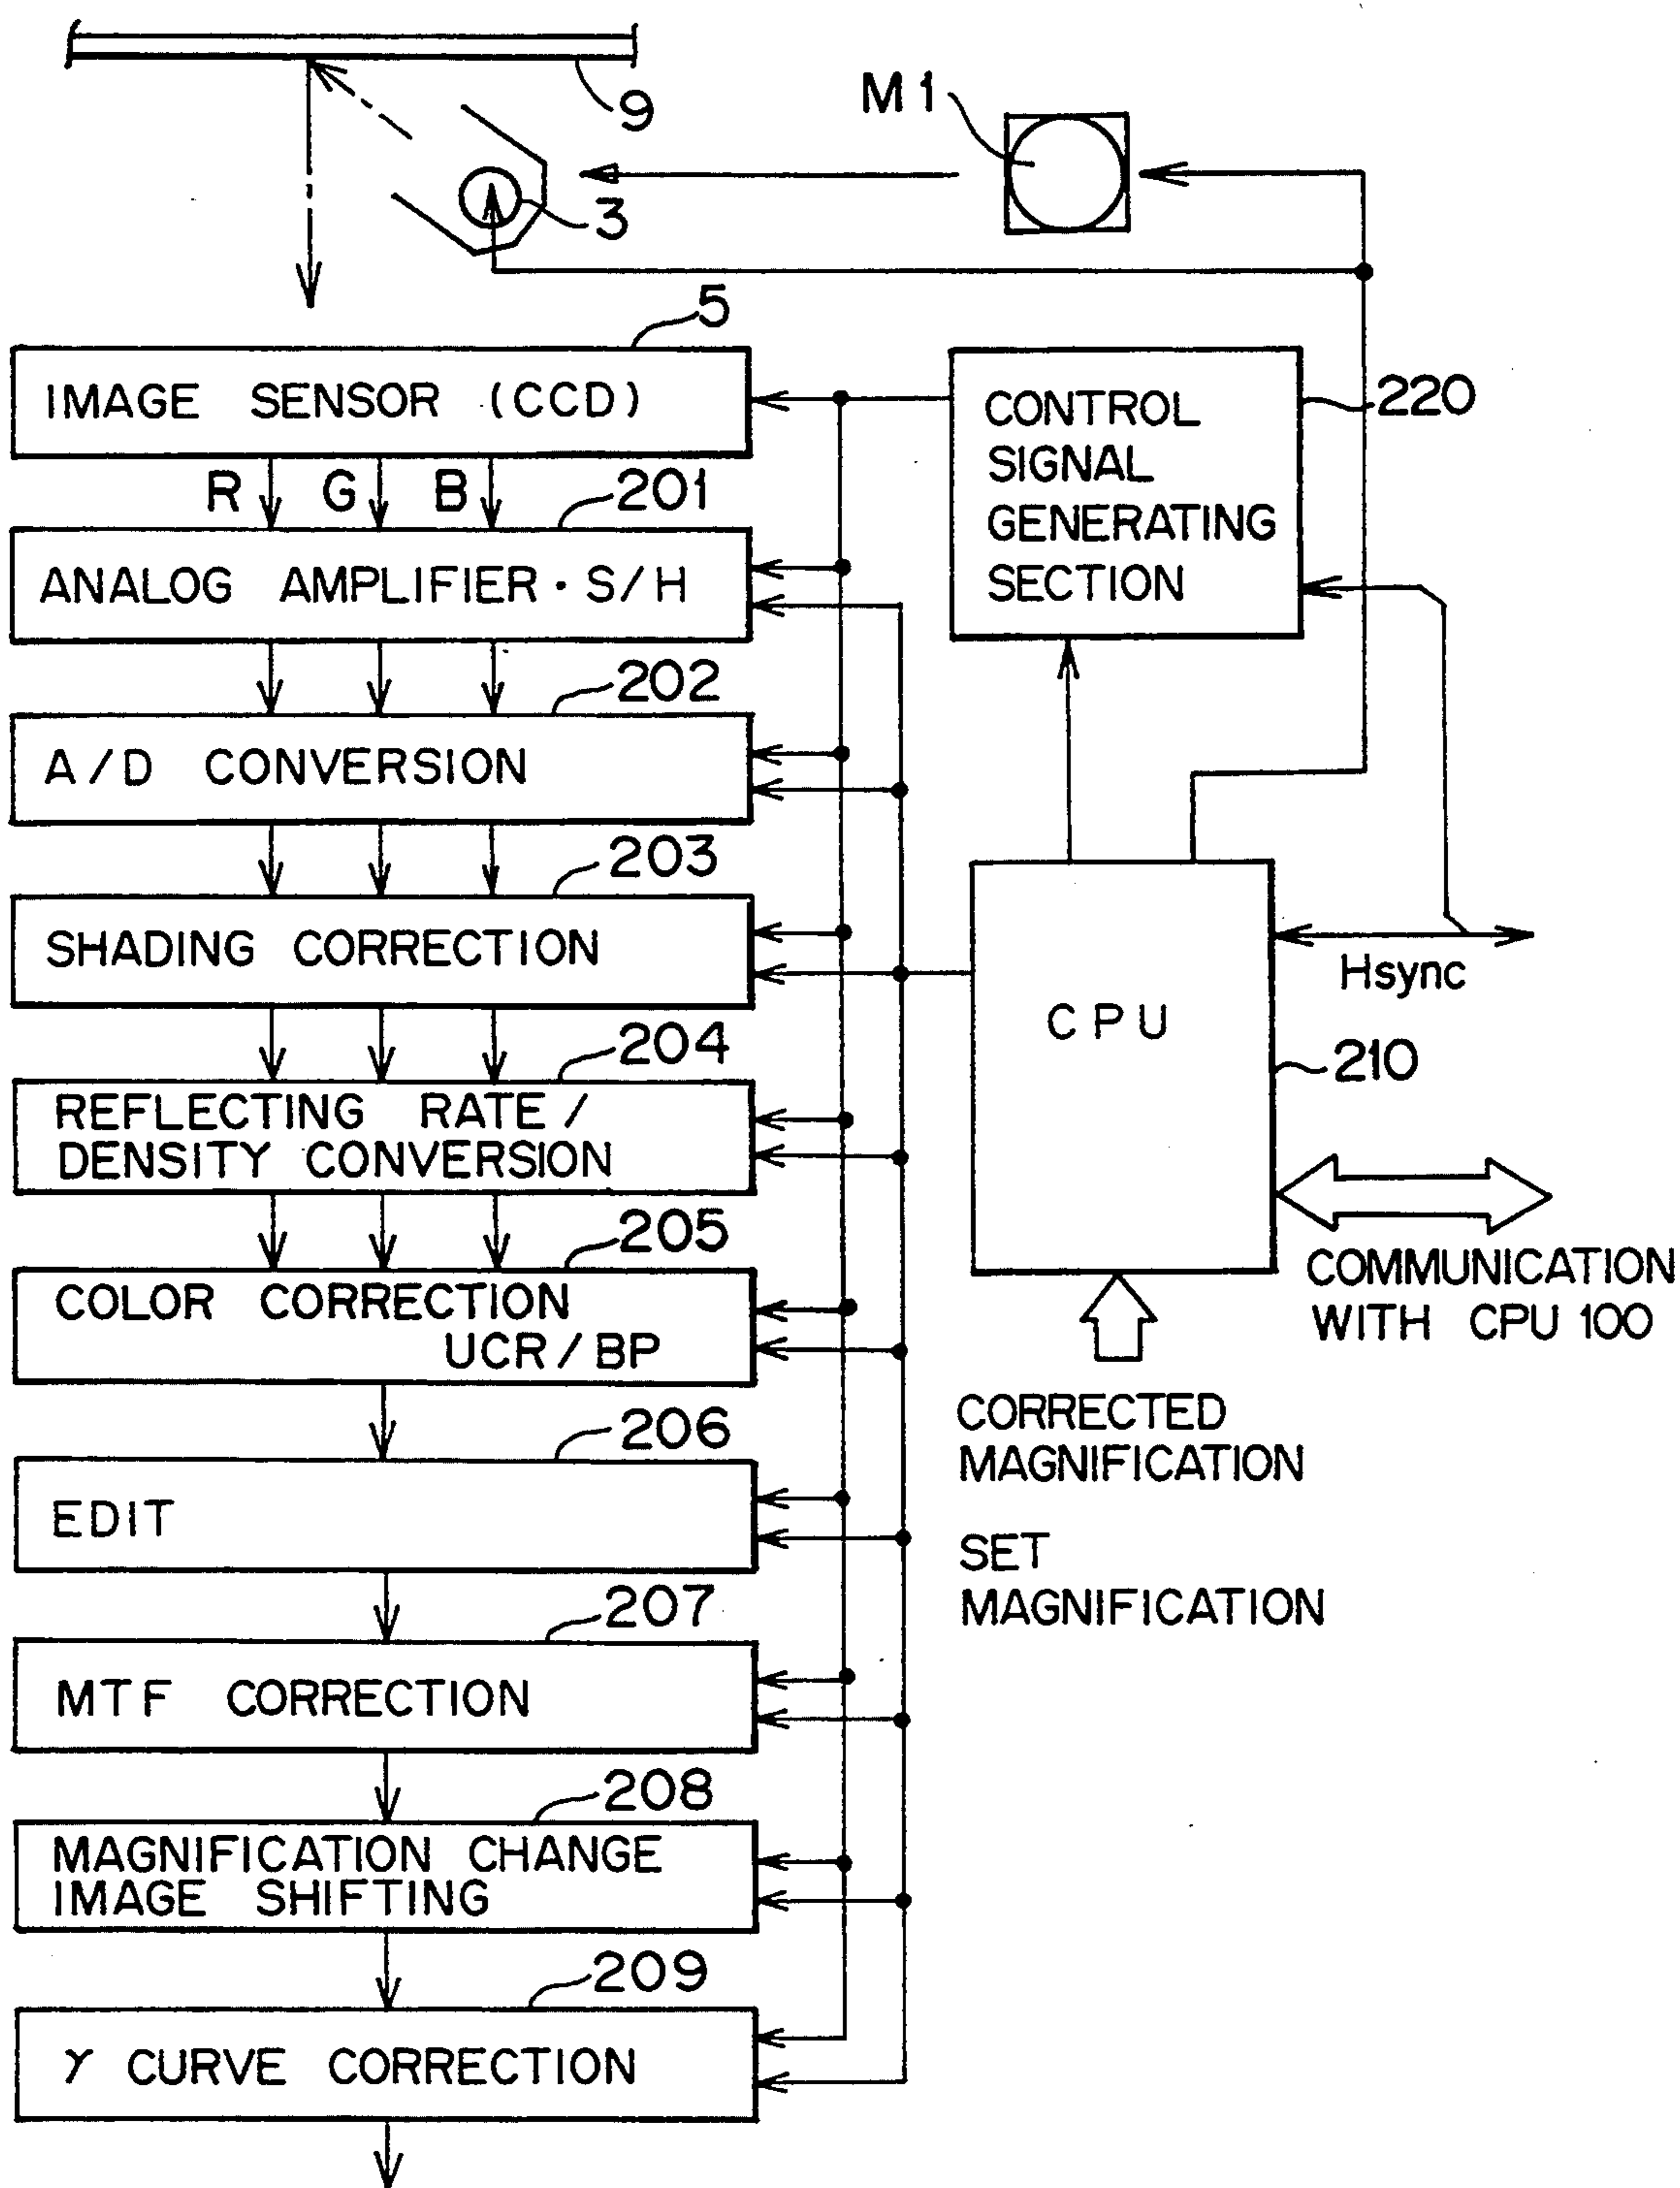 9
M1
3
5
IMAGE SENSOR (CCD)
R G B
201
ANALOG AMPLIFIER · S/H
202
A/D CONVERSION
203
SHADING CORRECTION
204
REFLECTING RATE/
DENSITY CONVERSION
205
COLOR CORRECTION
UCR/BP
206
EDIT
207
MTF CORRECTION
208
MAGNIFICATION CHANGE
IMAGE SHIFTING
209
γ CURVE CORRECTION
CONTROL
SIGNAL
GENERATING
SECTION
220
Hsync
CPU
210
COMMUNICATION
WITH CPU 100
CORRECTED
MAGNIFICATION
SET
MAGNIFICATION